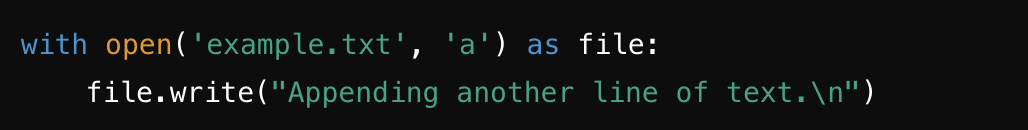 with open('example.txt', 'a') as file:
    file.write("Appending another line of text.\n")